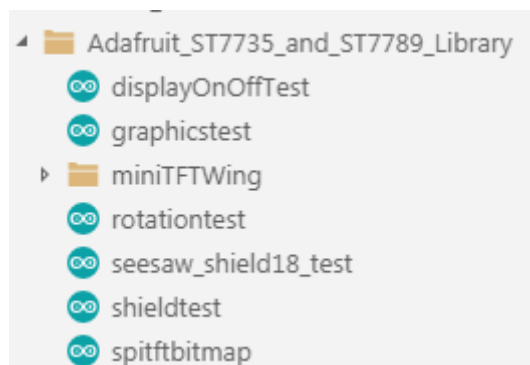 Adafruit_ST7735_and_ST7789_Library
displayOnOffTest
graphicstest
miniTFTWing
rotationtest
seesaw_shield18_test
shieldtest
spitftbitmap